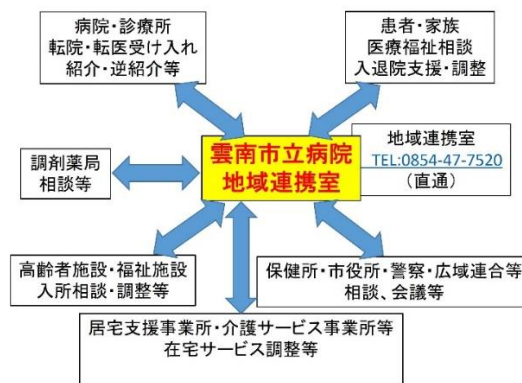 病院・診療所
転院・転医受け入れ
紹介・逆紹介等
患者・家族
医療福祉相談
入退院支援・調整
調剤薬局
相談等
雲南市立病院
地域連携室
地域連携室
TEL:0854-47-7520
（直通）
高齢者施設・福祉施設
入所相談・調整等
保健所・市役所・警察・広域連合等
相談、会議等
居宅支援事業所・介護サービス事業所等
在宅サービス調整等